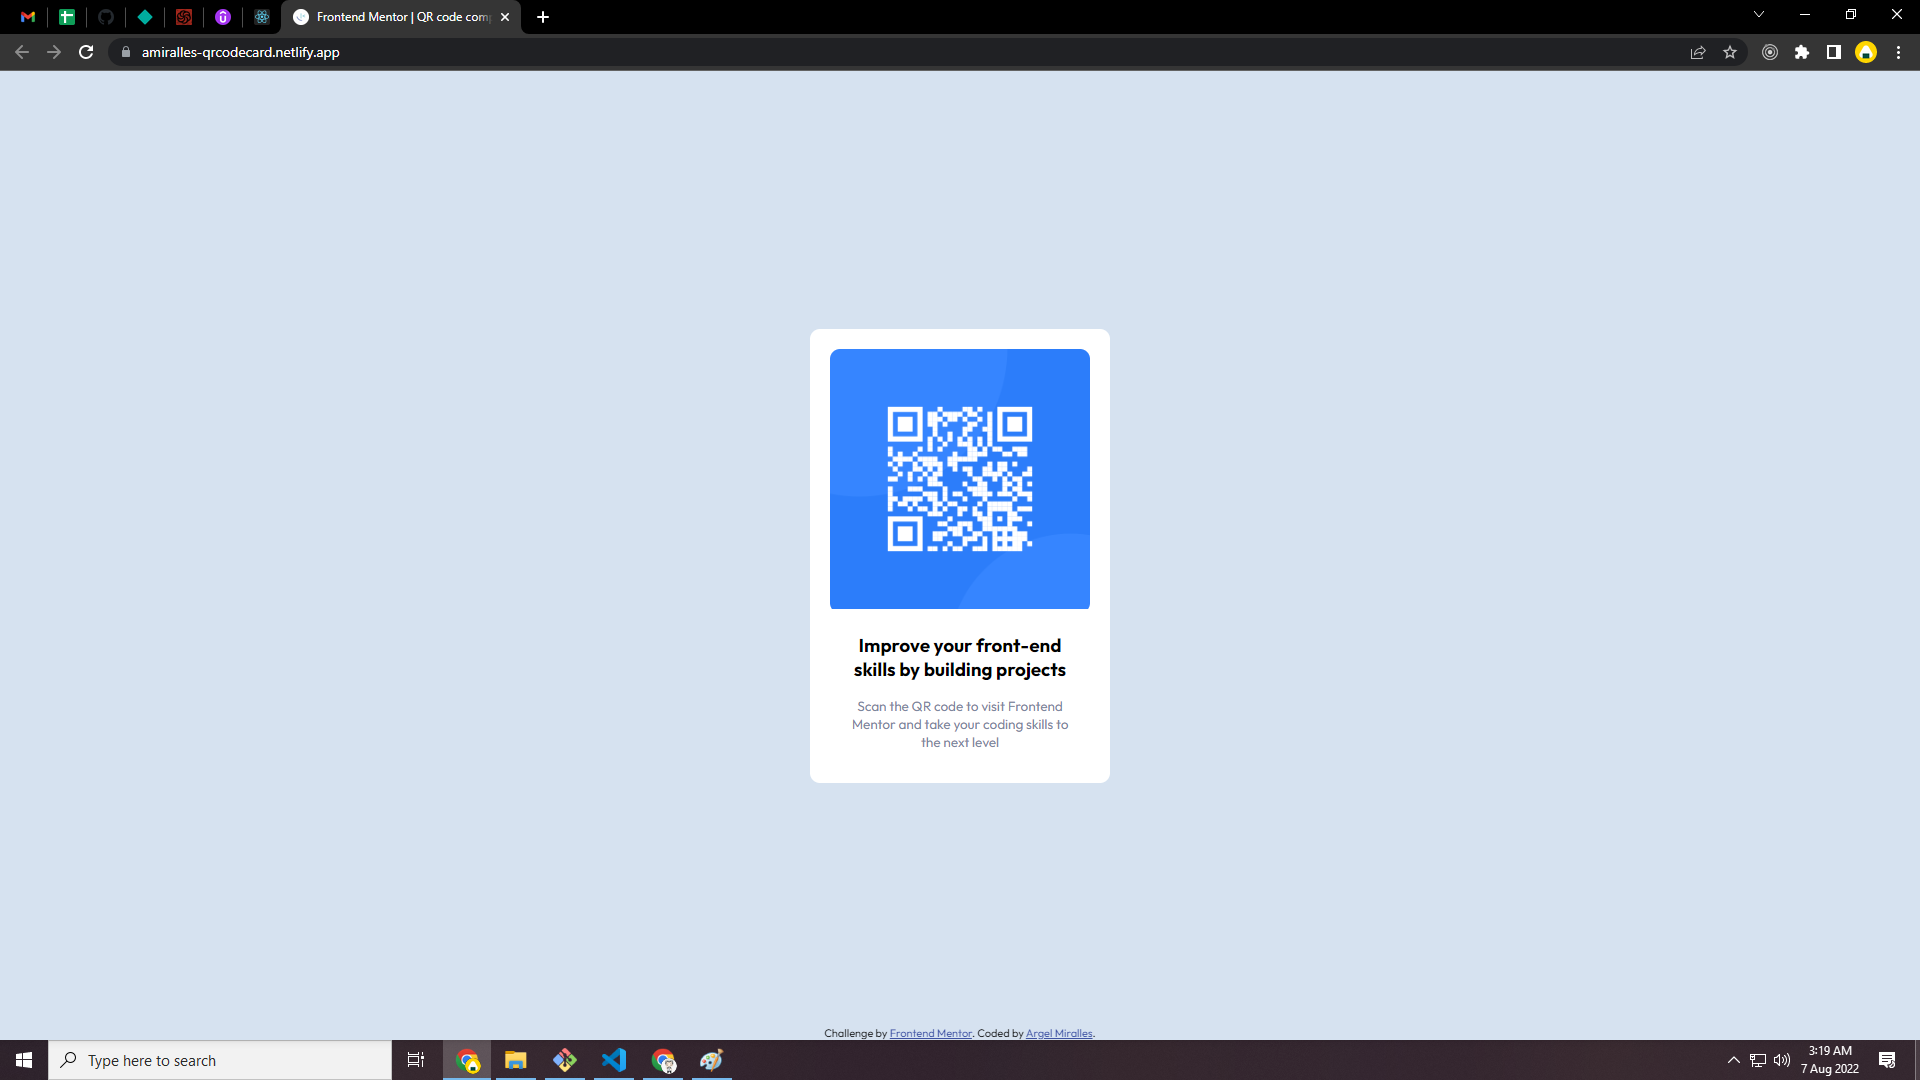 Frontend Mentor | QR code com
amiralles-qrcodecard.netlify.app
Improve your front-end
skills by building projects
Scan the QR code to visit Frontend
Mentor and take your coding skills to
the next level
Challenge by Frontend Mentor. Coded by Argel Miralles.
Type here to search
3:19 AM
7 Aug 2022